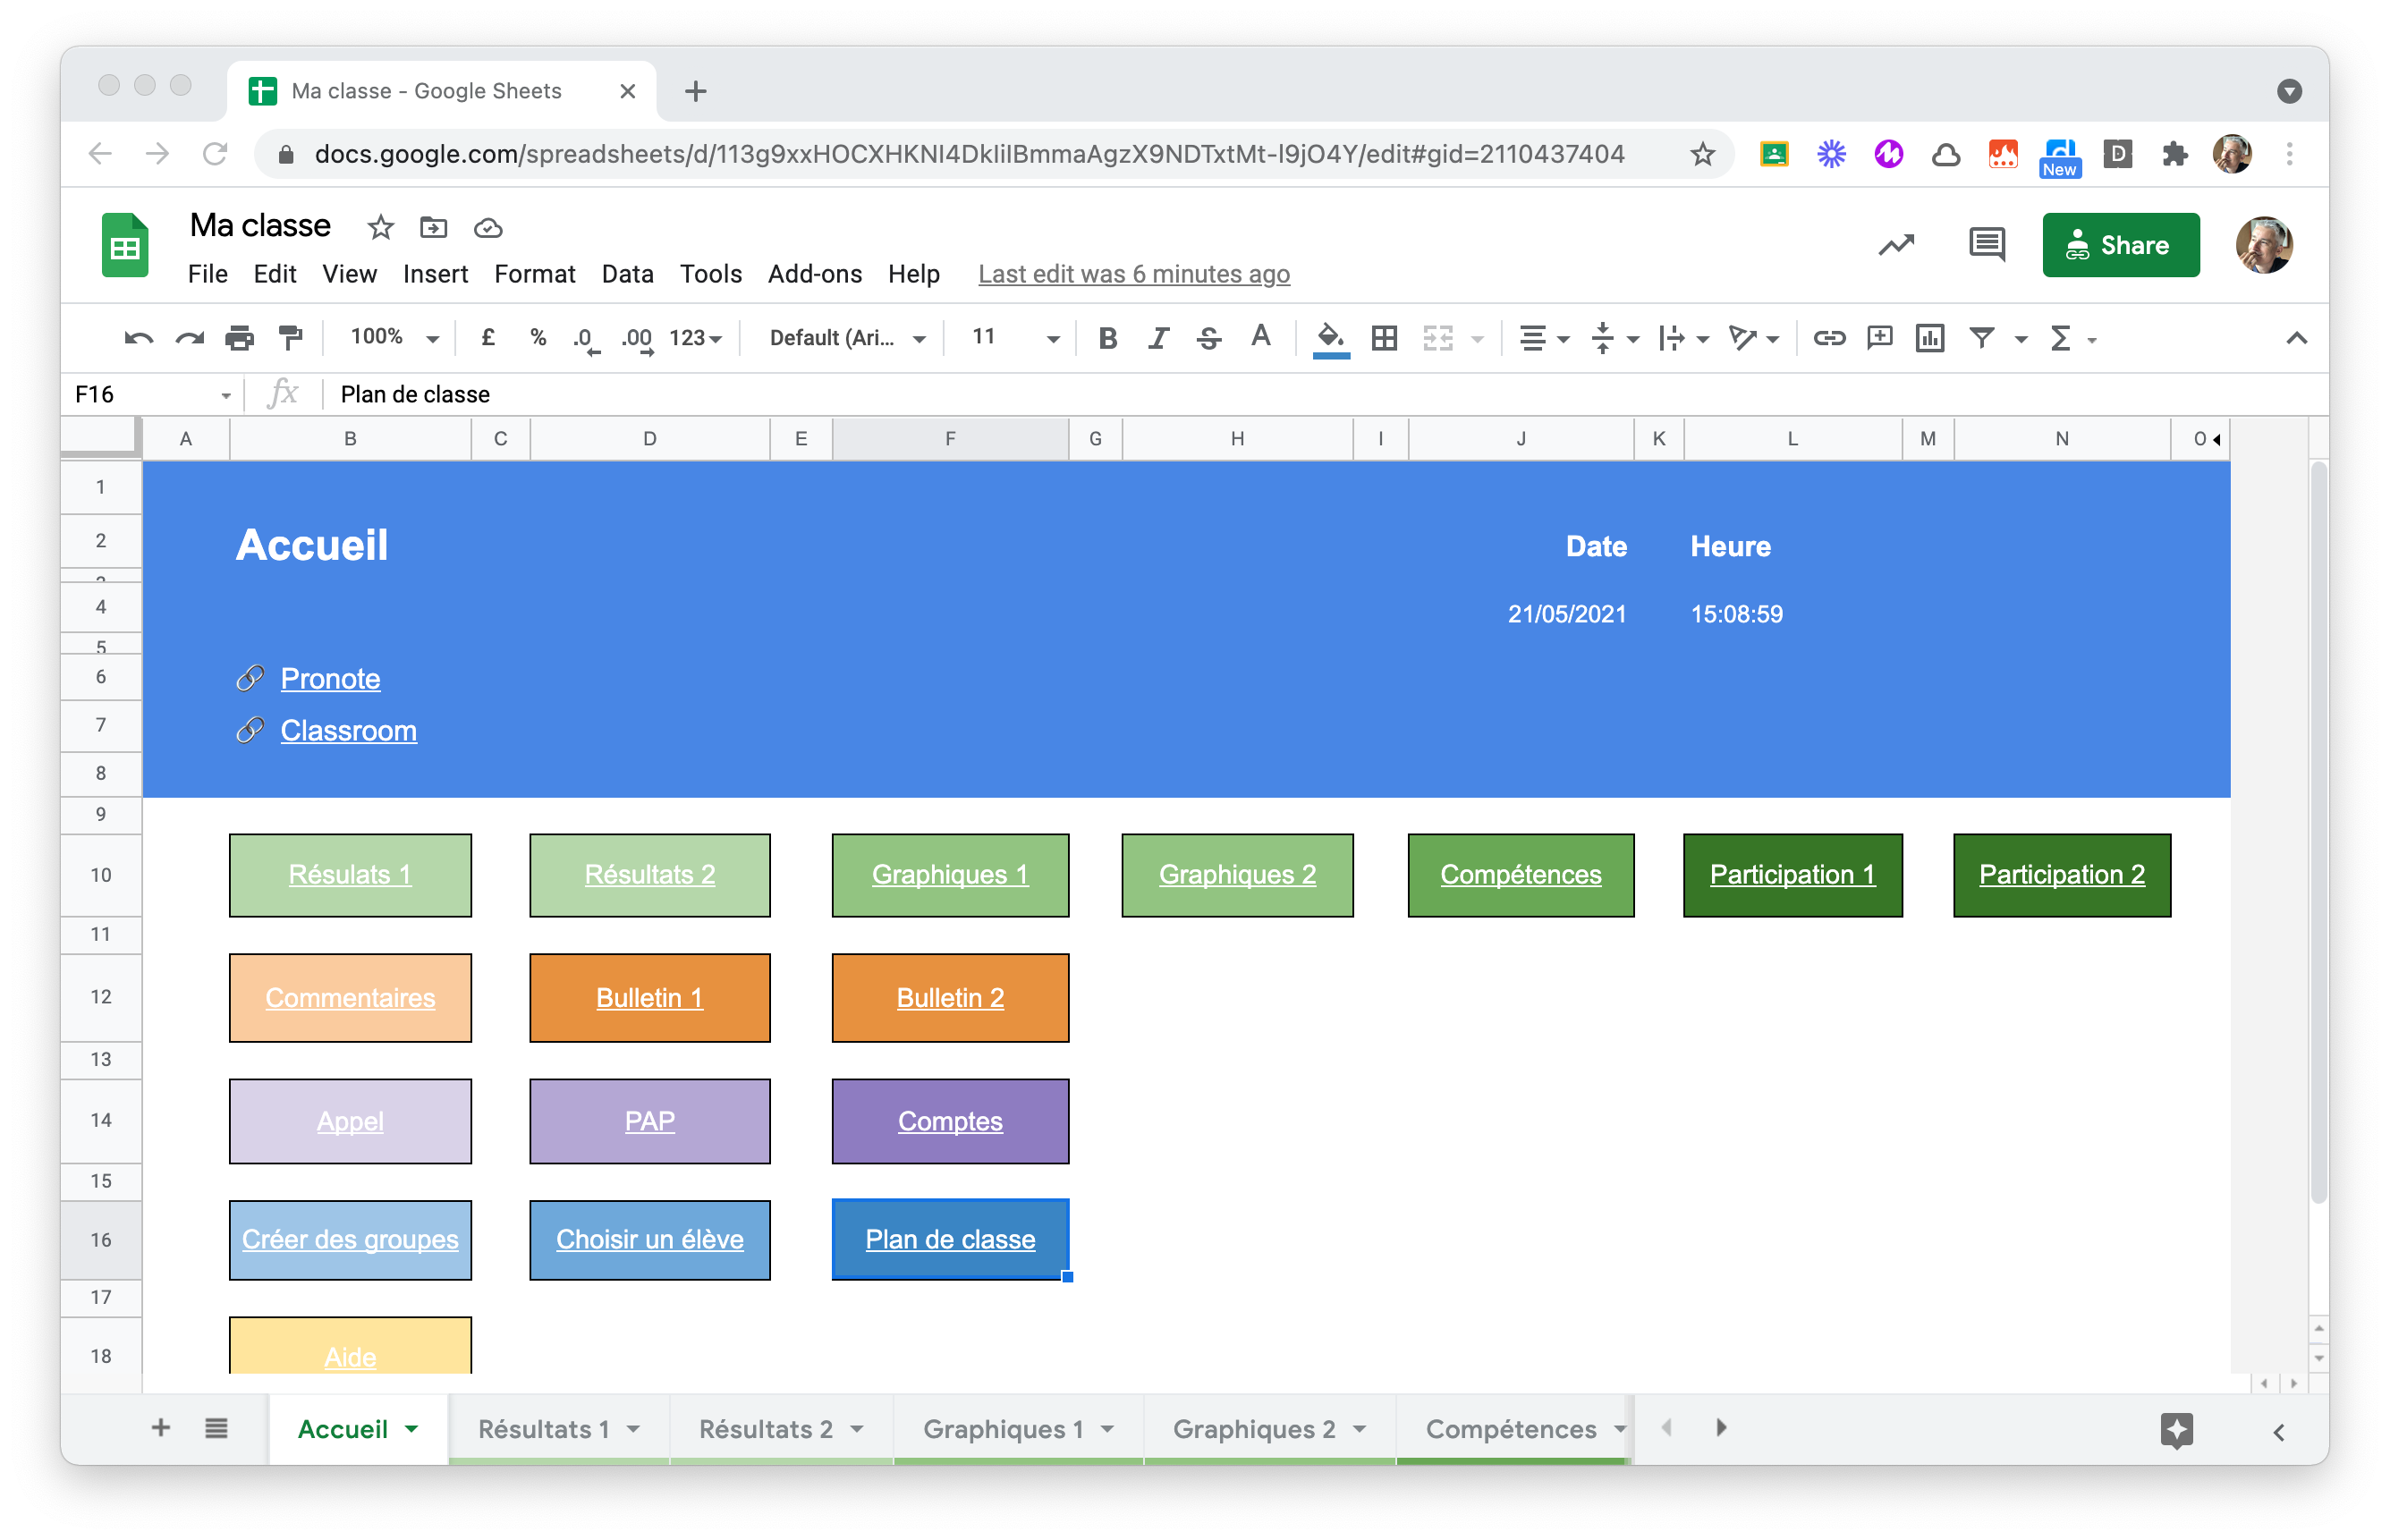 Ma classe - Google Sheets
docs.google.com/spreadsheets/d/113g9xxHOCXHKNI4DkliIBmmaAgzX9NDTxtMt-I9jO4Y/edit#gid=2110437404
New
D
Ma classe
Share
File Edit View Insert Format Data Tools Add-ons Help Last edit was 6 minutes ago
100% £ % .0 .00 123 Default (Ari... 11 B I S A Σ
F16 fx Plan de classe
A B C D E F G H I J K L M N O
1
2 Accueil Date Heure
3
4 21/05/2021 15:08:59
5
6 Pronote
7 Classroom
8
9
10 Résulats 1 Résultats 2 Graphiques 1 Graphiques 2 Compétences Participation 1 Participation 2
11
12 Commentaires Bulletin 1 Bulletin 2
13
14 Appel PAP Comptes
15
16 Créer des groupes Choisir un élève Plan de classe
17
18 Aide
Accueil Résultats 1 Résultats 2 Graphiques 1 Graphiques 2 Compétences